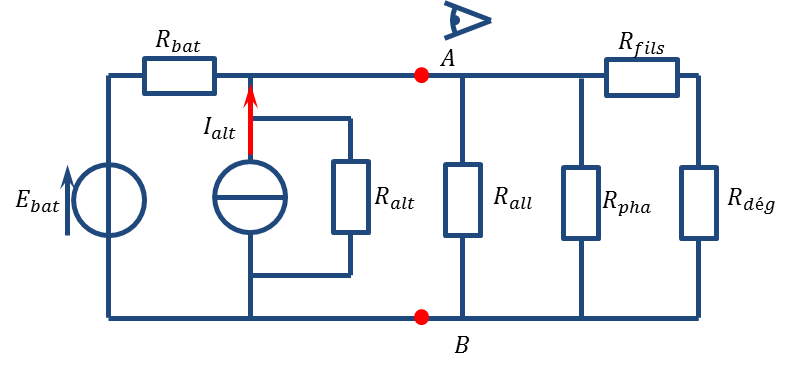 R_bat
A
R_fils
I_alt
E_bat
R_alt
R_all
R_pha
R_dég
B